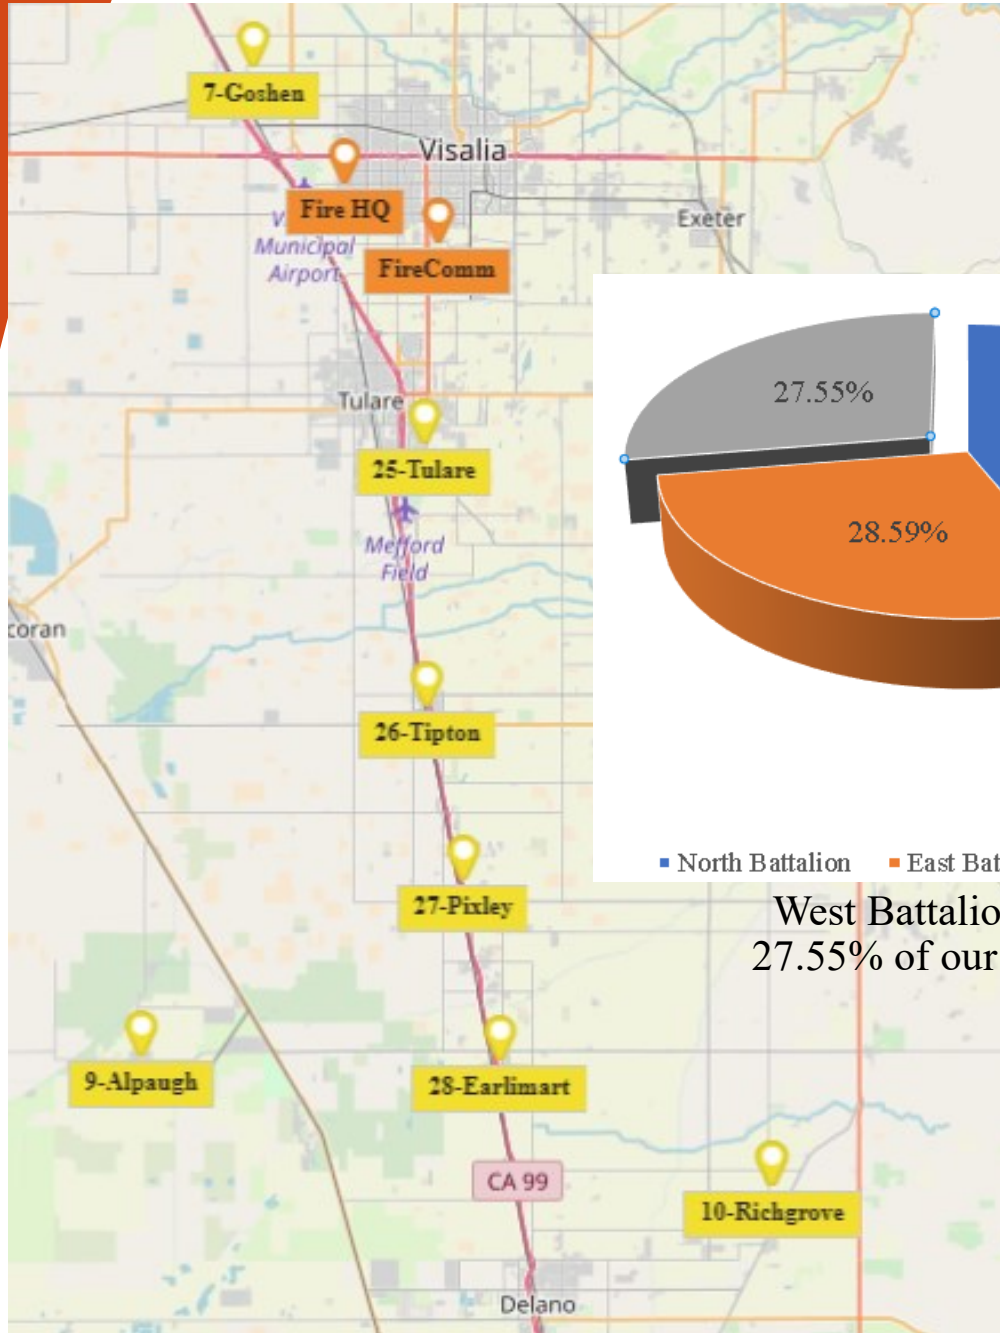 7-Goshen
Visalia
Fire HQ
Exeter
Municipal
Airport
FireComm
27.55%
Tulare
25-Tulare
28.59%
Mefford
Field
coran
26-Tipton
North Battalion
East Bat
27-Pixley
West Battalio
27.55% of our
9-Alpaugh
28-Earlimart
CA 99
10-Richgrove
Delano